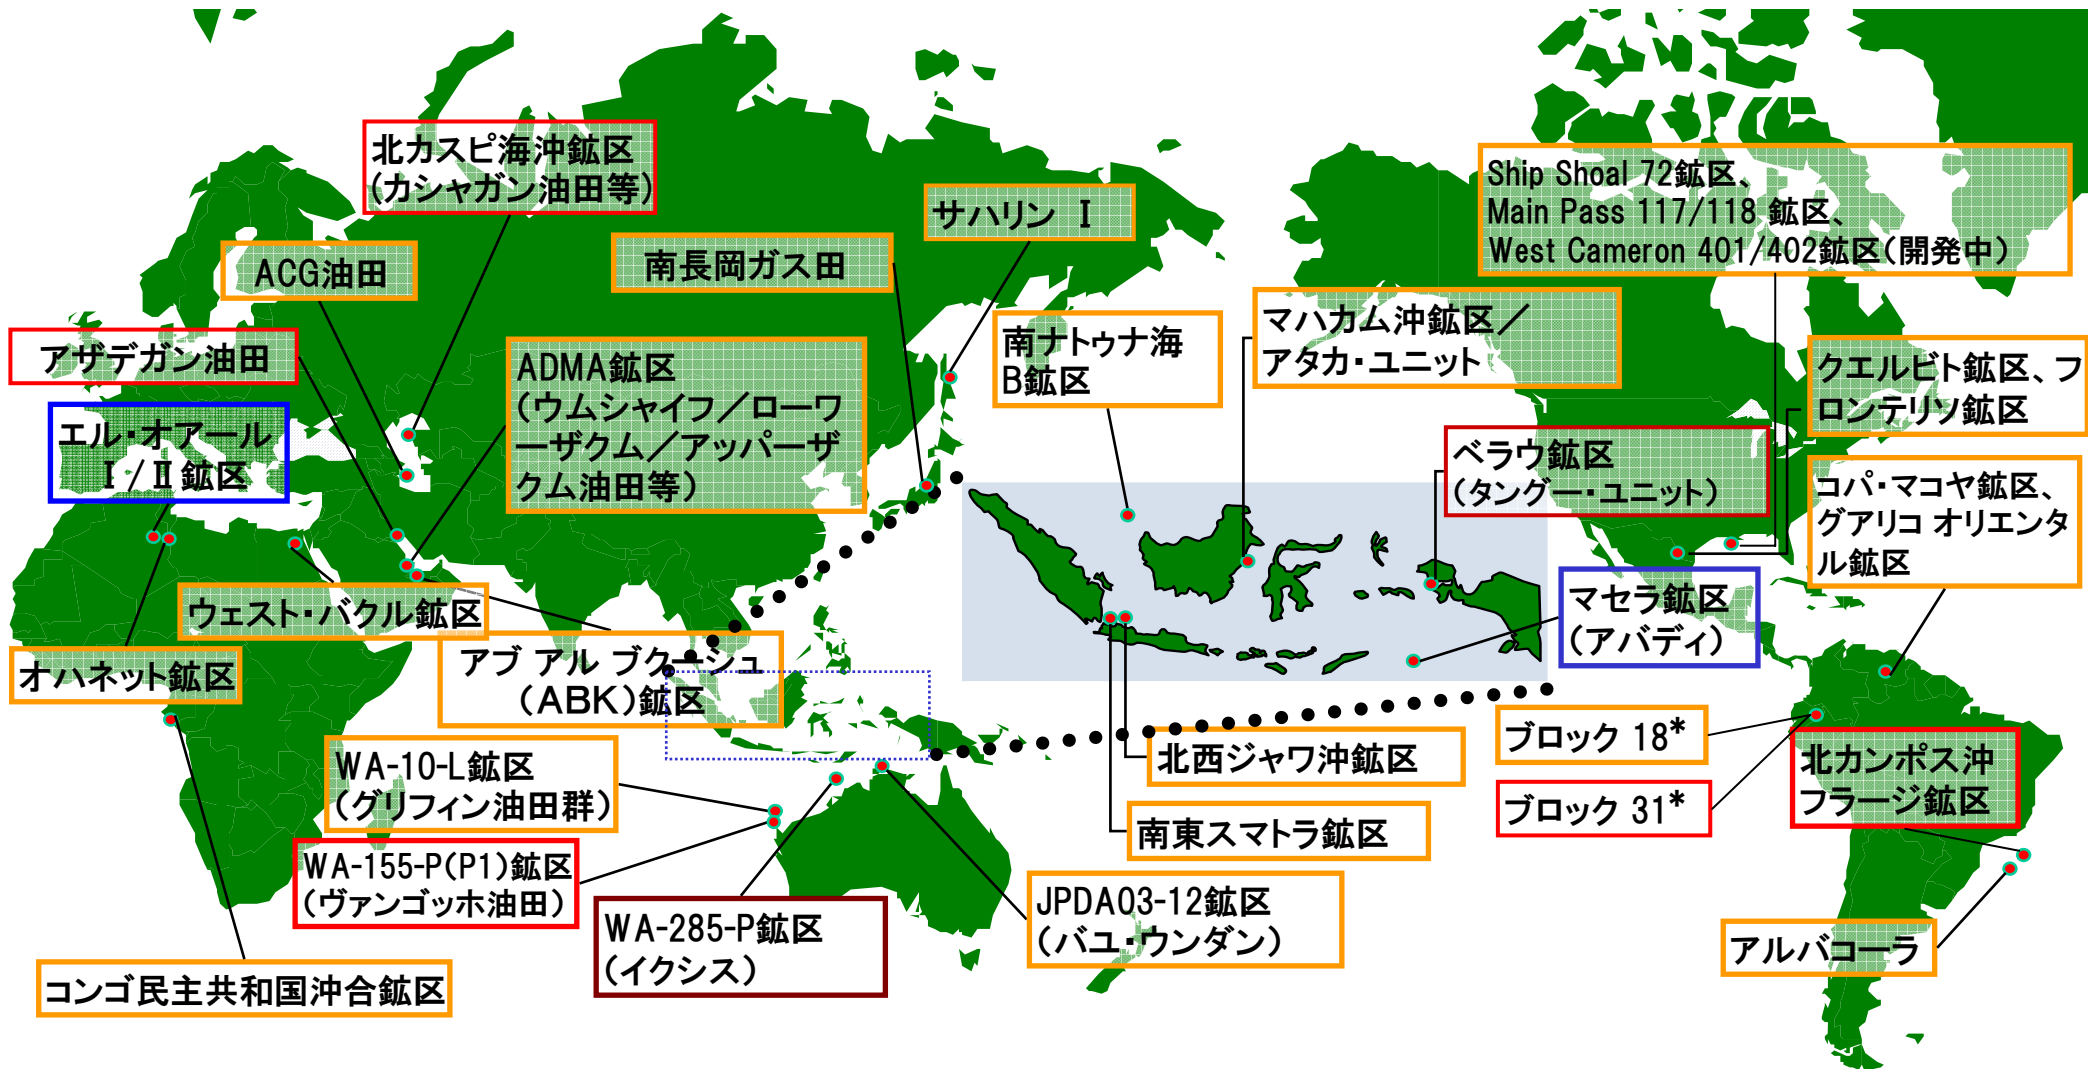 北カスピ海沖鉱区
(カシャガン油田等)
サハリン Ⅰ
Ship Shoal 72鉱区、
Main Pass 117/118 鉱区、
West Cameron 401/402鉱区(開発中)
ACG油田
南長岡ガス田
マハカム沖鉱区／
アタカ・ユニット
南ナトゥナ海
B鉱区
アザデガン油田
ADMA鉱区
(ウムシャイフ／ローワ
ーザクム／アッパーザ
クム油田等)
クエルビト鉱区、フ
ロンテリソ鉱区
エル・オアール
Ⅰ/Ⅱ鉱区
ベラウ鉱区
(タングー・ユニット)
コパ・マコヤ鉱区、
グアリコ オリエンタ
ル鉱区
ウェスト・バクル鉱区
マセラ鉱区
(アバディ)
オハネット鉱区
アブ アル ブクーシュ
(ABK)鉱区
ブロック 18*
北西ジャワ沖鉱区
北カンポス沖
フラージ鉱区
WA-10-L鉱区
(グリフィン油田群)
ブロック 31*
南東スマトラ鉱区
WA-155-P(P1)鉱区
(ヴァンゴッホ油田)
JPDA03-12鉱区
(バユ・ウンダン)
WA-285-P鉱区
(イクシス)
アルバコーラ
コンゴ民主共和国沖合鉱区